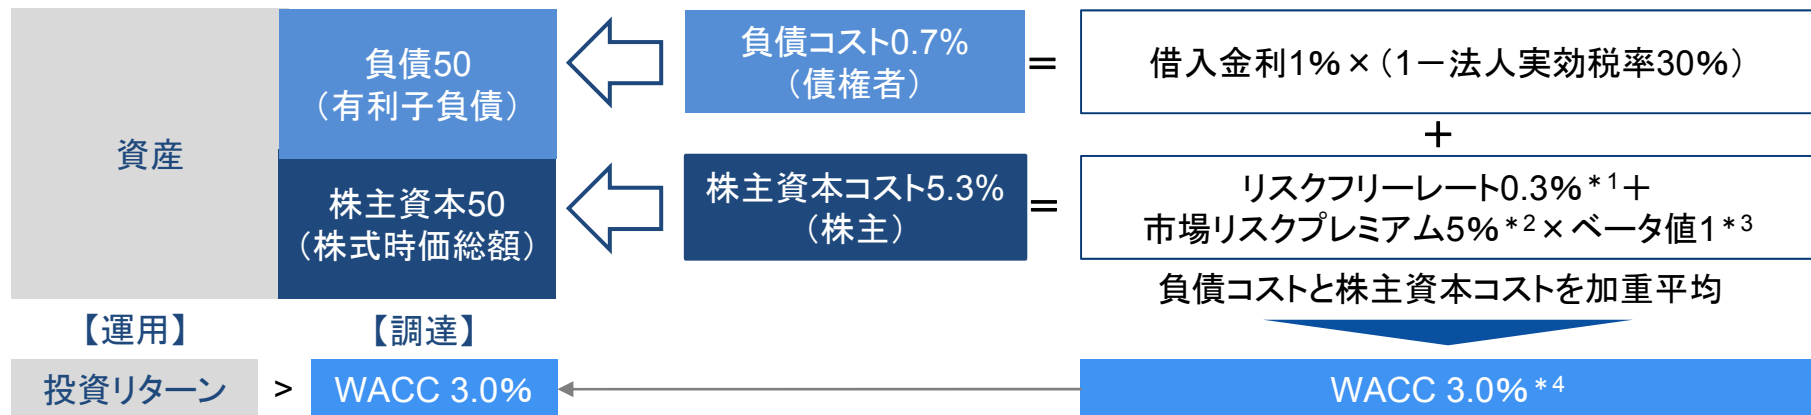 資産
負債50
（有利子負債）
負債コスト0.7%
（債権者）
＝
借入金利1%×（1－法人実効税率30%）
＋
株主資本50
（株式時価総額）
株主資本コスト5.3%
（株主）
＝
リスクフリーレート0.3%*1＋
市場リスクプレミアム5%*2×ベータ値1*3
負債コストと株主資本コストを加重平均
【運用】
【調達】
投資リターン
>
WACC 3.0%
WACC 3.0%*4